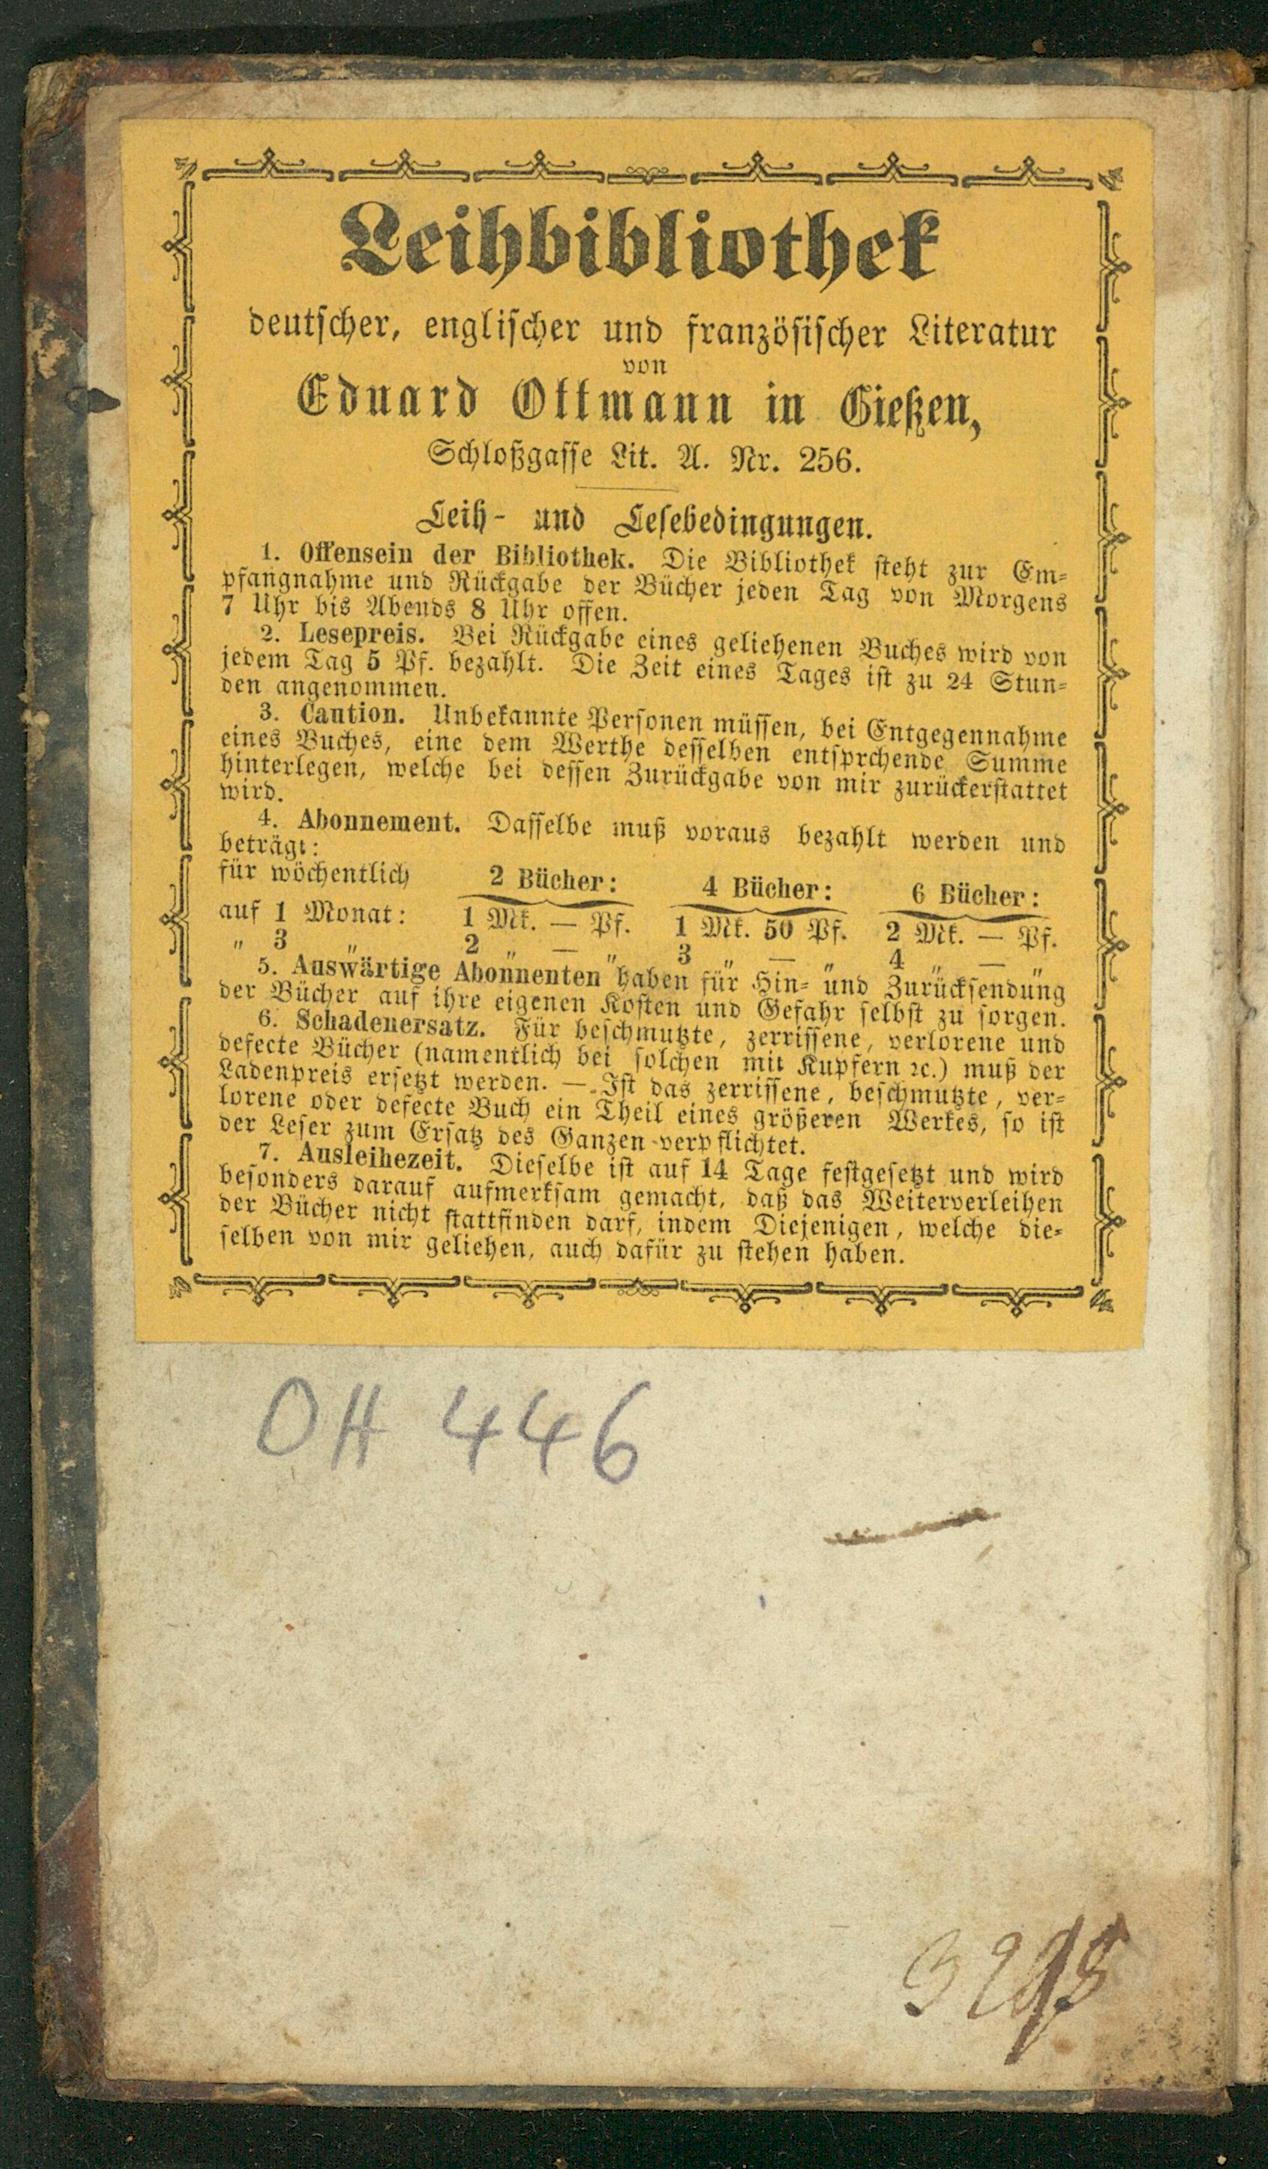 Leihbibliothek
deutscher, englischer und französischer Literatur
von
Eduard Ottmann in Gießen,
Schloßgasse Lit. A. Nr. 256.
Leih- und Lesebedingungen.
1. Offensein der Bibliothek. Die Bibliothek steht zur Em-
pfangnahme und Rückgabe der Bücher jeden Tag von Morgens
7 Uhr bis Abends 8 Uhr offen.
2. Lesepreis. Bei Rückgabe eines geliehenen Buches wird von
jedem Tag 5 Pf. bezahlt. Die Zeit eines Tages ist zu 24 Stun-
den angenommen.
3. Caution. Unbekannte Personen müssen, bei Entgegennahme
eines Buches, eine dem Werthe desselben entsprchende Summe
hinterlegen, welche bei dessen Zurückgabe von mir zurückerstattet
wird.
4. Abonnement. Dasselbe muß voraus bezahlt werden und
beträgt:
für wöchentlich 2 Bücher: 4 Bücher: 6 Bücher:
auf 1 Monat: 1 Mk. — Pf. 1 Mk. 50 Pf. 2 Mk. — Pf.
" 3 " 2 " — " 3 " — " 4 " — "
5. Auswärtige Abonnenten haben für Hin- und Zurücksendung
der Bücher auf ihre eigenen Kosten und Gefahr selbst zu sorgen.
6. Schadenersatz. Für beschmutzte, zerrissene, verlorene und
defecte Bücher (namentlich bei solchen mit Kupfern ꝛc.) muß der
Ladenpreis ersetzt werden. — Ist das zerrissene, beschmutzte, ver-
lorene oder defecte Buch ein Theil eines größeren Werkes, so ist
der Leser zum Ersatz des Ganzen verpflichtet.
7. Ausleihezeit. Dieselbe ist auf 14 Tage festgesetzt und wird
besonders darauf aufmerksam gemacht, daß das Weiterverleihen
der Bücher nicht stattfinden darf, indem Diejenigen, welche die-
selben von mir geliehen, auch dafür zu stehen haben.
OH 446